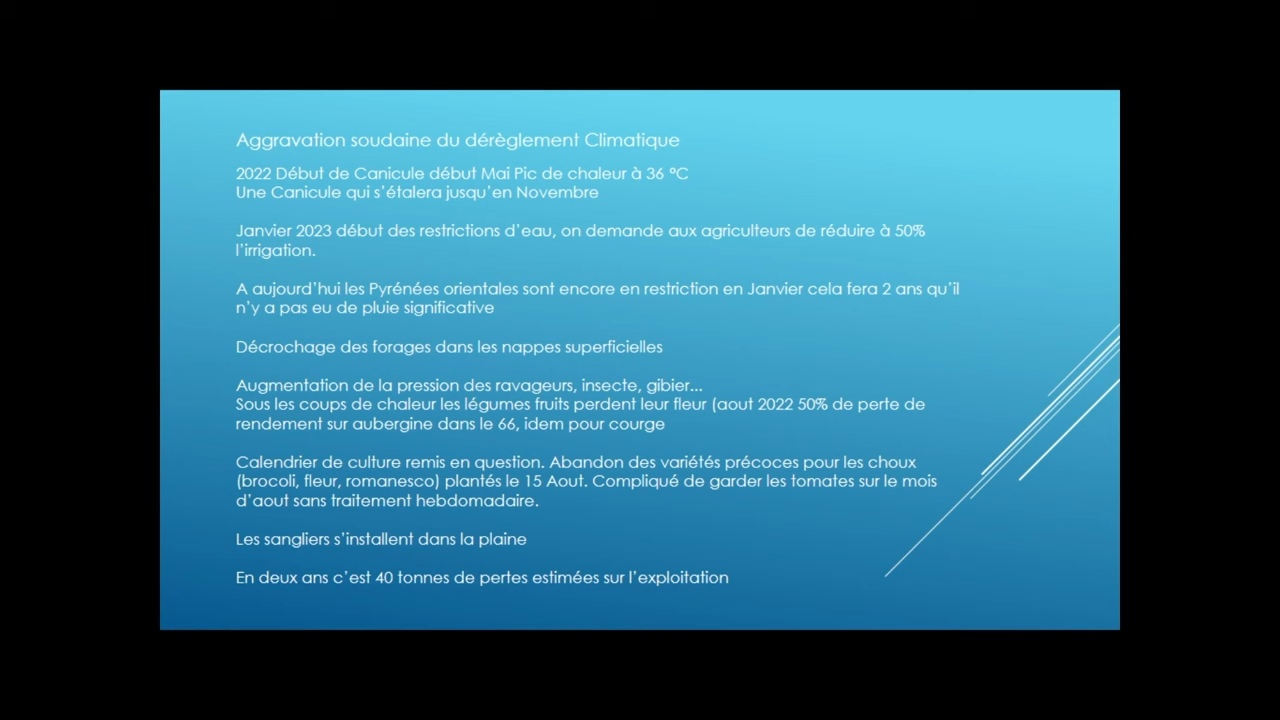 Aggravation soudaine du dérèglement Climatique
2022 Début de Canicule début Mai Pic de chaleur à 36 °C
Une Canicule qui s'étalera jusqu'en Novembre
Janvier 2023 début des restrictions d'eau, on demande aux agriculteurs de réduire à 50%
l'irrigation.
A aujourd'hui les Pyrénées orientales sont encore en restriction en Janvier cela fera 2 ans qu'il
n'y a pas eu de pluie significative
Décrochage des forages dans les nappes superficielles
Augmentation de la pression des ravageurs, insecte, gibier...
Sous les coups de chaleur les légumes fruits perdent leur fleur (aout 2022 50% de perte de
rendement sur aubergine dans le 66, idem pour courge
Calendrier de culture remis en question. Abandon des variétés précoces pour les choux
(brocoli, fleur, romanesco) plantés le 15 Aout. Compliqué de garder les tomates sur le mois
d'aout sans traitement hebdomadaire.
Les sangliers s'installent dans la plaine
En deux ans c'est 40 tonnes de pertes estimées sur l'exploitation